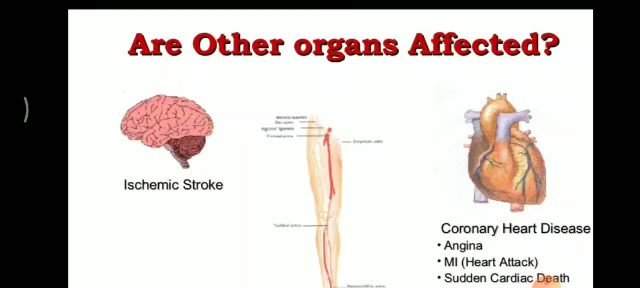 Are Other organs Affected?
Ischemic Stroke
Coronary Heart Disease
• Angina
• MI (Heart Attack)
• Sudden Cardiac Death